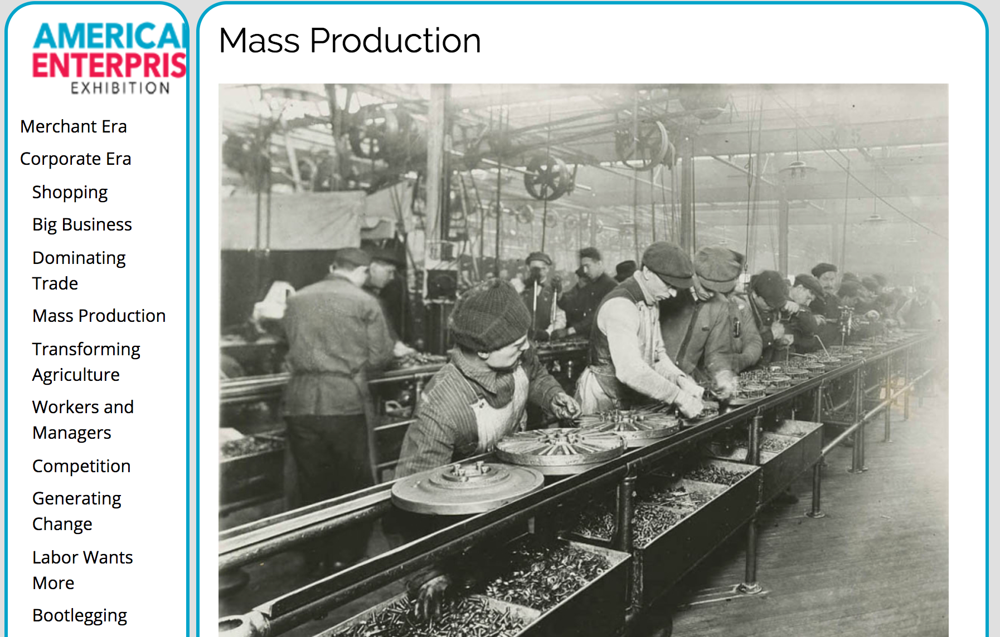 AMERICA
ENTERPRIS
EXHIBITION
Merchant Era
Corporate Era
Shopping
Big Business
Dominating
Trade
Mass Production
Transforming
Agriculture
Workers and
Managers
Competition
Generating
Change
Labor Wants
More
Bootlegging
Mass Production